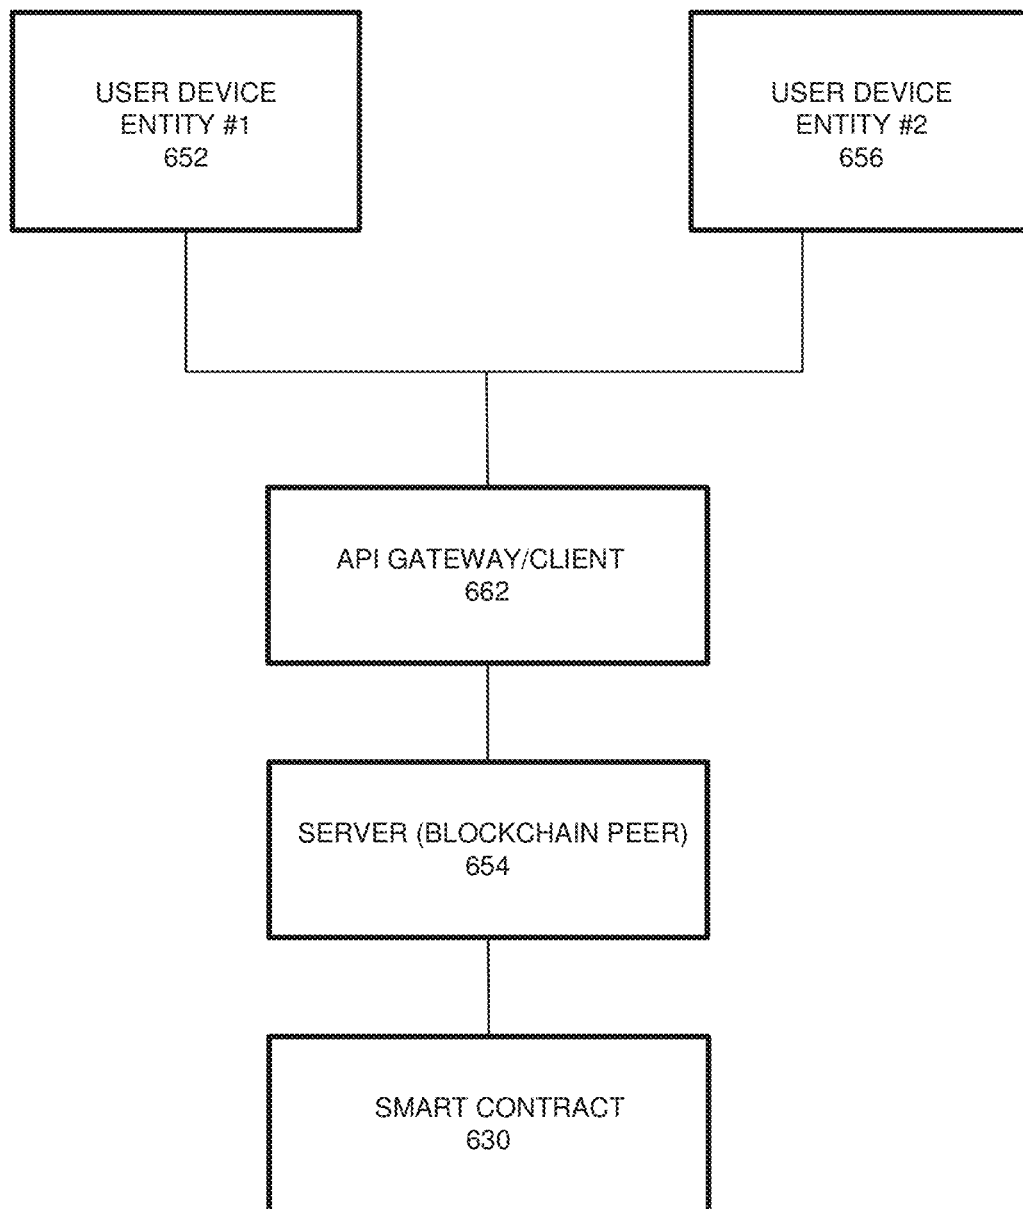 USER DEVICE
ENTITY #1
652
USER DEVICE
ENTITY #2
656
API GATEWAY/CLIENT
662
SERVER (BLOCKCHAIN PEER)
654
SMART CONTRACT
630